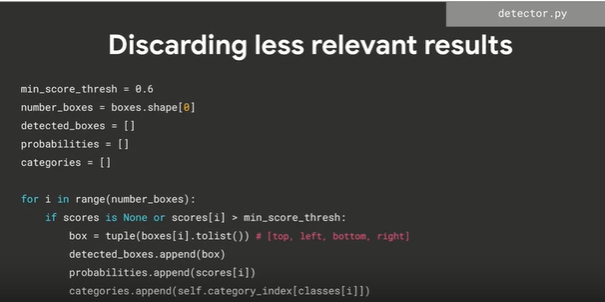 detector.py
Discarding less relevant results
min_score_thresh = 0.6
number_boxes = boxes.shape[0]
detected_boxes = []
probabilities = []
categories = []
for i in range(number_boxes):
    if scores is None or scores[i] > min_score_thresh:
        box = tuple(boxes[i].tolist()) # [top, left, bottom, right]
        detected_boxes.append(box)
        probabilities.append(scores[i])
        categories.append(self.category_index[classes[i]])